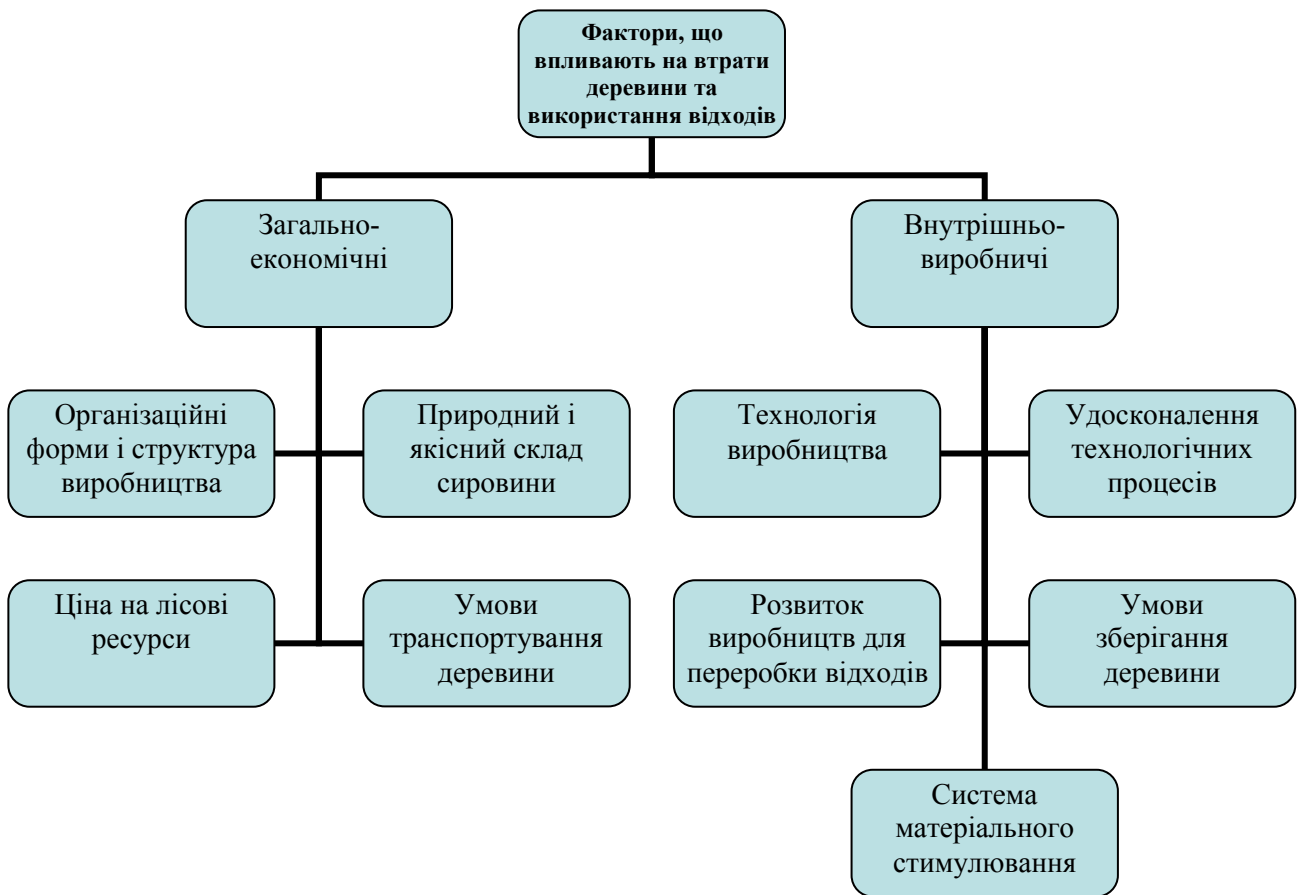 Фактори, що
впливають на втрати
деревини та
використання відходів
Загально-
економічні
Внутрішньо-
виробничі
Організаційні
форми і структура
виробництва
Природний і
якісний склад
сировини
Технологія
виробництва
Удосконалення
технологічних
процесів
Ціна на лісові
ресурси
Умови
транспортування
деревини
Розвиток
виробництв для
переробки відходів
Умови
зберігання
деревини
Система
матеріального
стимулювання